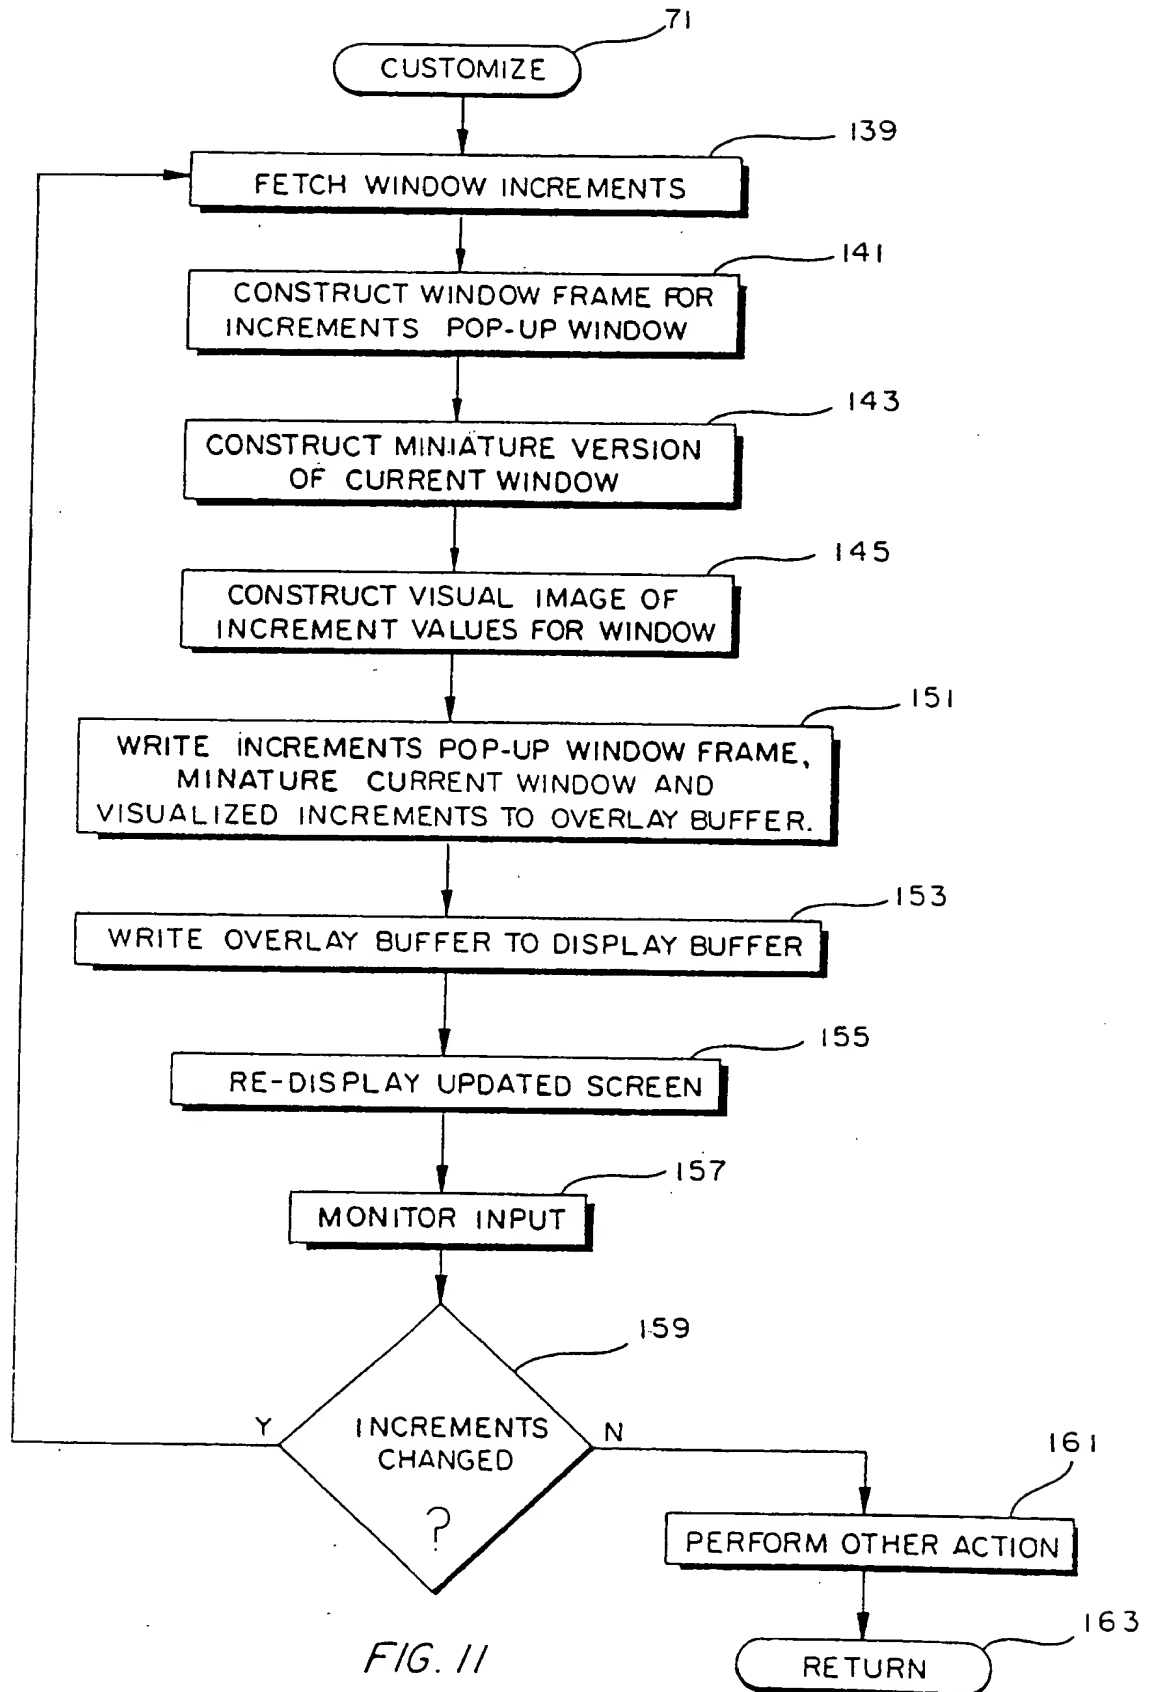 71
CUSTOMIZE
139
FETCH WINDOW INCREMENTS
141
CONSTRUCT WINDOW FRAME FOR
INCREMENTS POP-UP WINDOW
143
CONSTRUCT MINIATURE VERSION
OF CURRENT WINDOW
145
CONSTRUCT VISUAL IMAGE OF
INCREMENT VALUES FOR WINDOW
151
WRITE INCREMENTS POP-UP WINDOW FRAME,
MINATURE CURRENT WINDOW AND
VISUALIZED INCREMENTS TO OVERLAY BUFFER.
153
WRITE OVERLAY BUFFER TO DISPLAY BUFFER
155
RE-DISPLAY UPDATED SCREEN
157
MONITOR INPUT
159
Y
INCREMENTS
CHANGED
?
N
161
PERFORM OTHER ACTION
163
RETURN
FIG. 11